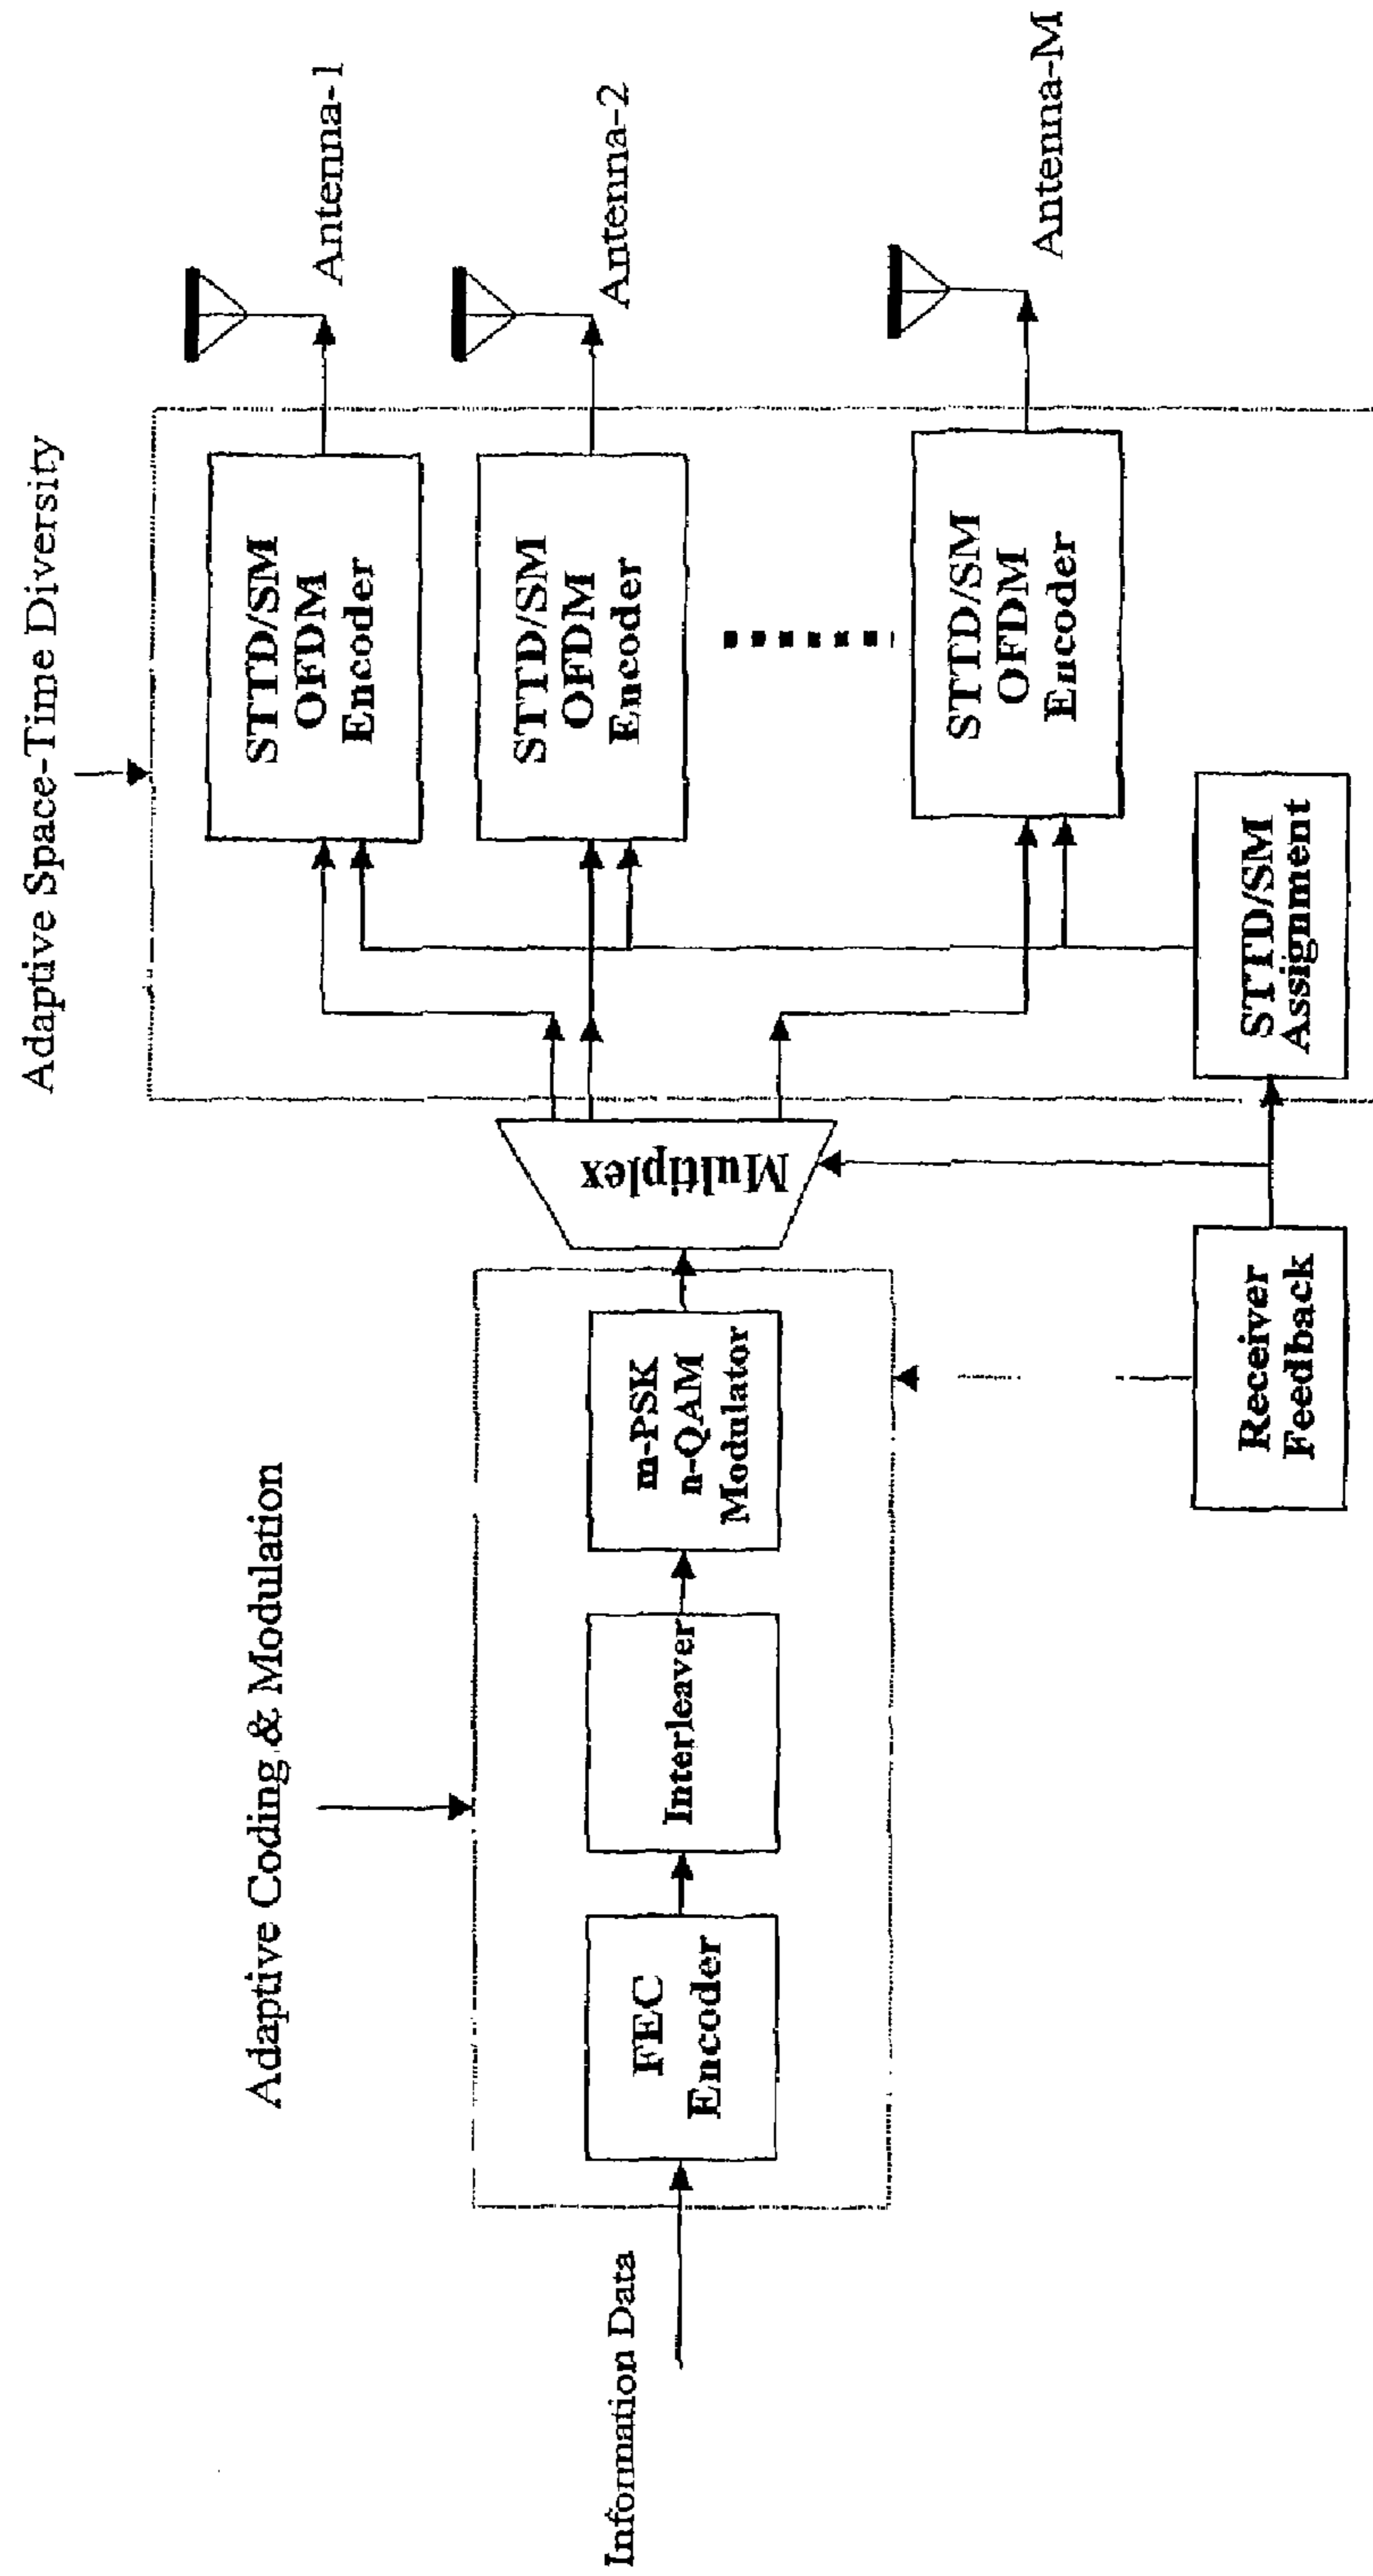 Adaptive Space-Time Diversity
Adaptive Coding & Modulation
Information Data
FEC
Encoder
Interleaver
m-PSK
n-QAM
Modulator
Multiplex
STTD/SM
OFDM
Encoder
Antenna-1
STTD/SM
OFDM
Encoder
Antenna-2
STTD/SM
OFDM
Encoder
Antenna-M
Receiver
Feedback
STTD/SM
Assignment